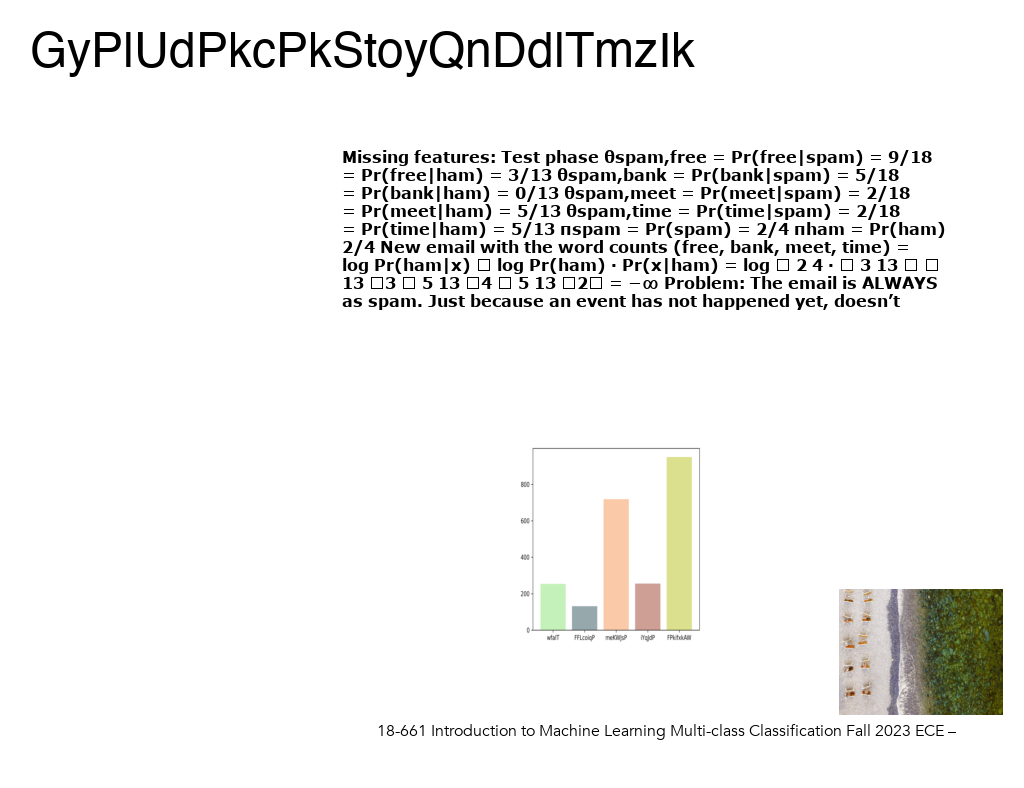 GyPlUdPkcPkStoyQnDdlTmzIk
Missing features: Test phase θspam,free = Pr(free|spam) = 9/18
= Pr(free|ham) = 3/13 θspam,bank = Pr(bank|spam) = 5/18
= Pr(bank|ham) = 0/13 θspam,meet = Pr(meet|spam) = 2/18
= Pr(meet|ham) = 5/13 θspam,time = Pr(time|spam) = 2/18
= Pr(time|ham) = 5/13 πspam = Pr(spam) = 2/4 πham = Pr(ham)
2/4 New email with the word counts (free, bank, meet, time) =
log Pr(ham|x) □ log Pr(ham) · Pr(x|ham) = log □ 2 4 · □ 3 13 □ □
13 □3 □ 5 13 □4 □ 5 13 □2□ = −∞ Problem: The email is ALWAYS
as spam. Just because an event has not happened yet, doesn’t
800
600
400
200
0
wfalT FFLcoiqP meKWjsP iYqjdP FPkfxkAW
18-661 Introduction to Machine Learning Multi-class Classification Fall 2023 ECE –